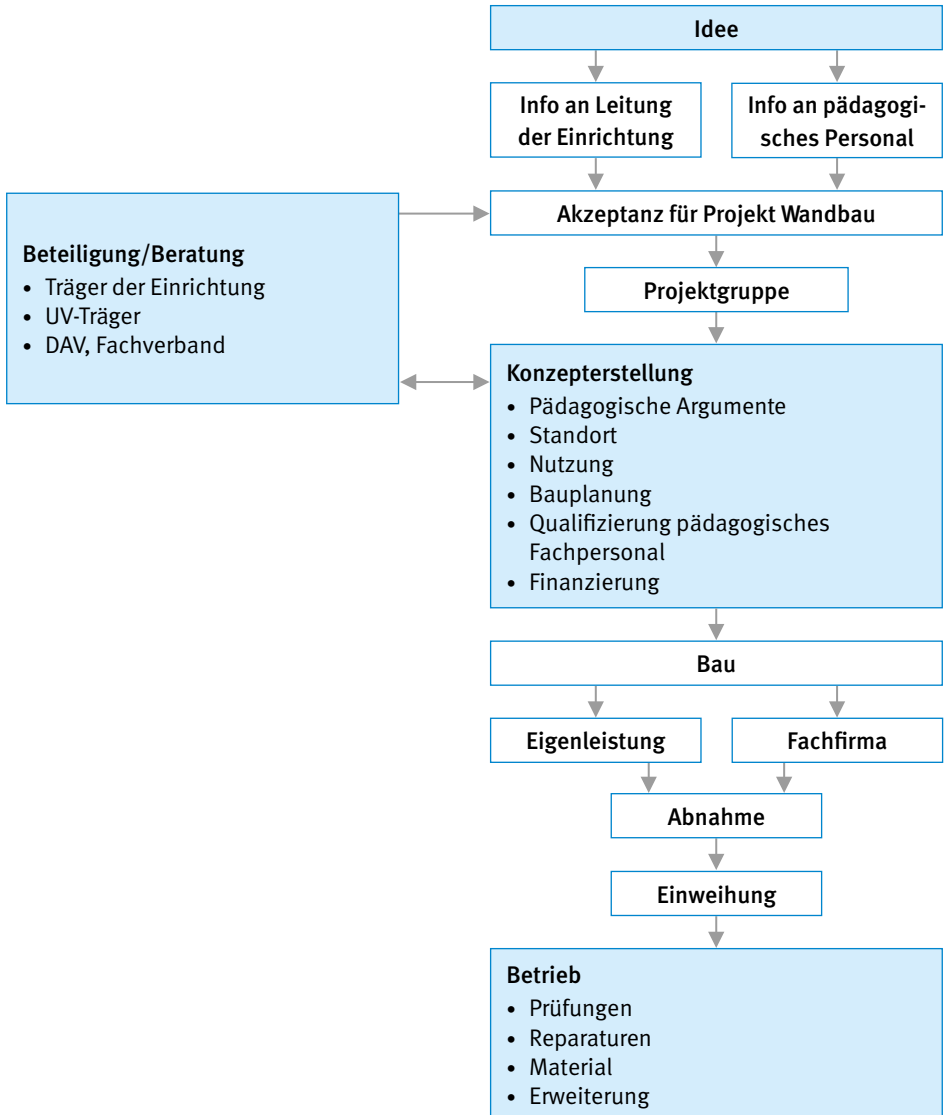 Idee
Info an Leitung
der Einrichtung
Info an pädagogi-
sches Personal
Akzeptanz für Projekt Wandbau
Beteiligung/Beratung
• Träger der Einrichtung
• UV-Träger
• DAV, Fachverband
Projektgruppe
Konzepterstellung
• Pädagogische Argumente
• Standort
• Nutzung
• Bauplanung
• Qualifizierung pädagogisches
Fachpersonal
• Finanzierung
Bau
Eigenleistung
Fachfirma
Abnahme
Einweihung
Betrieb
• Prüfungen
• Reparaturen
• Material
• Erweiterung